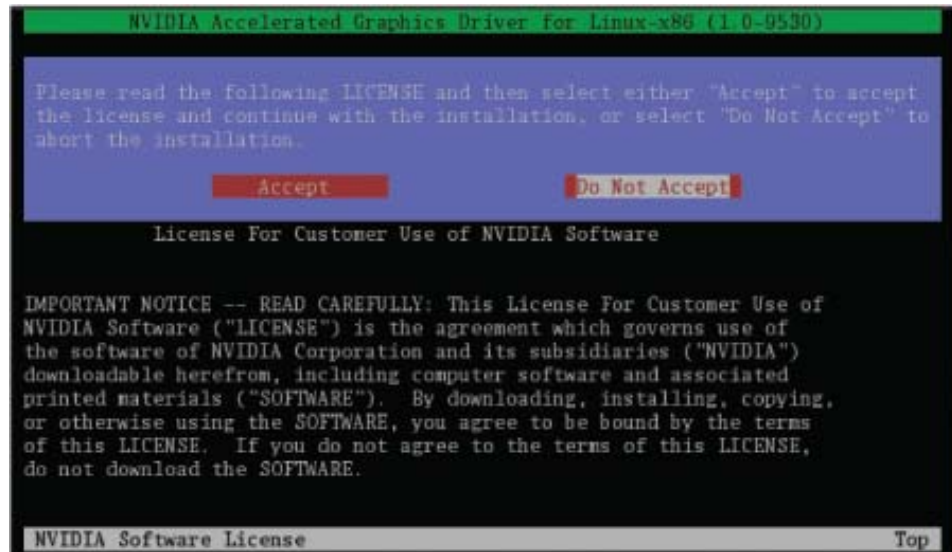 NVIDIA Accelerated Graphics Driver for Linux-x86 (1.0-9530)
Please read the following LICENSE and then select either "Accept" to accept
the license and continue with the installation, or select "Do Not Accept" to
abort the installation.
Accept Do Not Accept
License For Customer Use of NVIDIA Software
IMPORTANT NOTICE -- READ CAREFULLY: This License For Customer Use of
NVIDIA Software ("LICENSE") is the agreement which governs use of
the software of NVIDIA Corporation and its subsidiaries ("NVIDIA")
downloadable herefrom, including computer software and associated
printed materials ("SOFTWARE"). By downloading, installing, copying,
or otherwise using the SOFTWARE, you agree to be bound by the terms
of this LICENSE. If you do not agree to the terms of this LICENSE,
do not download the SOFTWARE.
NVIDIA Software License Top